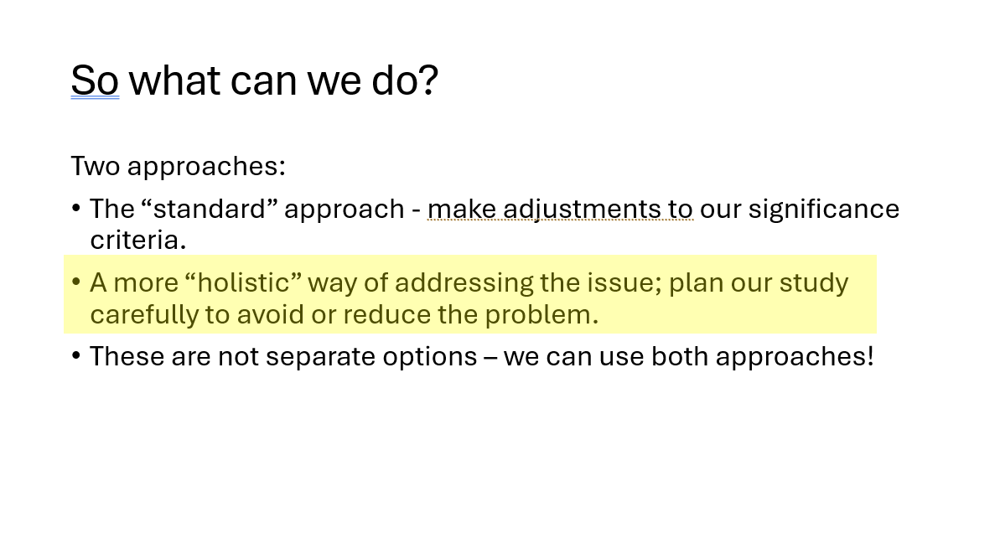 So what can we do?
Two approaches:
• The “standard” approach - make adjustments to our significance
criteria.
• A more “holistic” way of addressing the issue; plan our study
carefully to avoid or reduce the problem.
• These are not separate options – we can use both approaches!